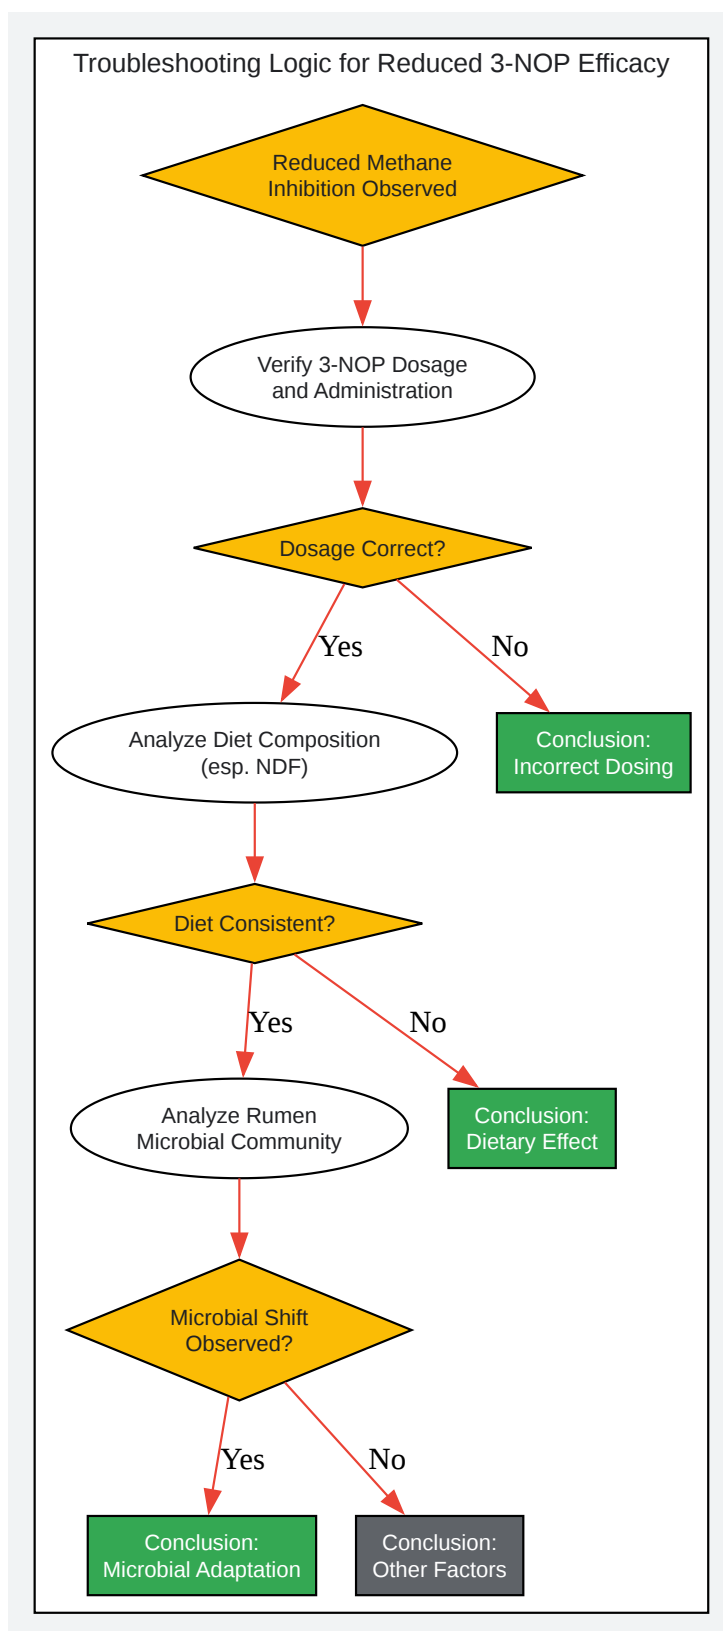 Troubleshooting Logic for Reduced 3-NOP Efficacy
Reduced Methane
Inhibition Observed
Verify 3-NOP Dosage
and Administration
Dosage Correct?
Yes
No
Analyze Diet Composition
(esp. NDF)
Conclusion:
Incorrect Dosing
Diet Consistent?
Yes
No
Analyze Rumen
Microbial Community
Conclusion:
Dietary Effect
Microbial Shift
Observed?
Yes
No
Conclusion:
Microbial Adaptation
Conclusion:
Other Factors